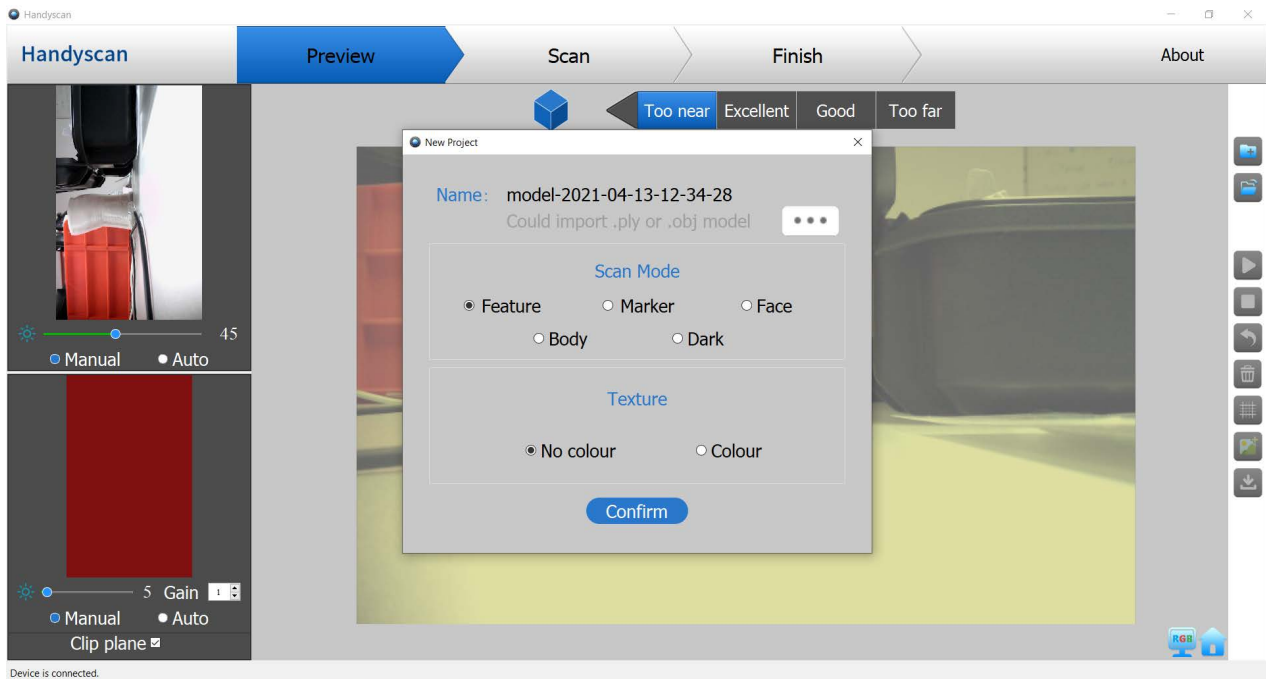 Handyscan
Handyscan
Preview
Scan
Finish
About
Too near
Excellent
Good
Too far
New Project
Name: model-2021-04-13-12-34-28
Could import .ply or .obj model
Scan Mode
Feature
Marker
Face
Body
Dark
Texture
No colour
Colour
Confirm
45
Manual
Auto
5 Gain 1
Manual
Auto
Clip plane
RGB
Device is connected.